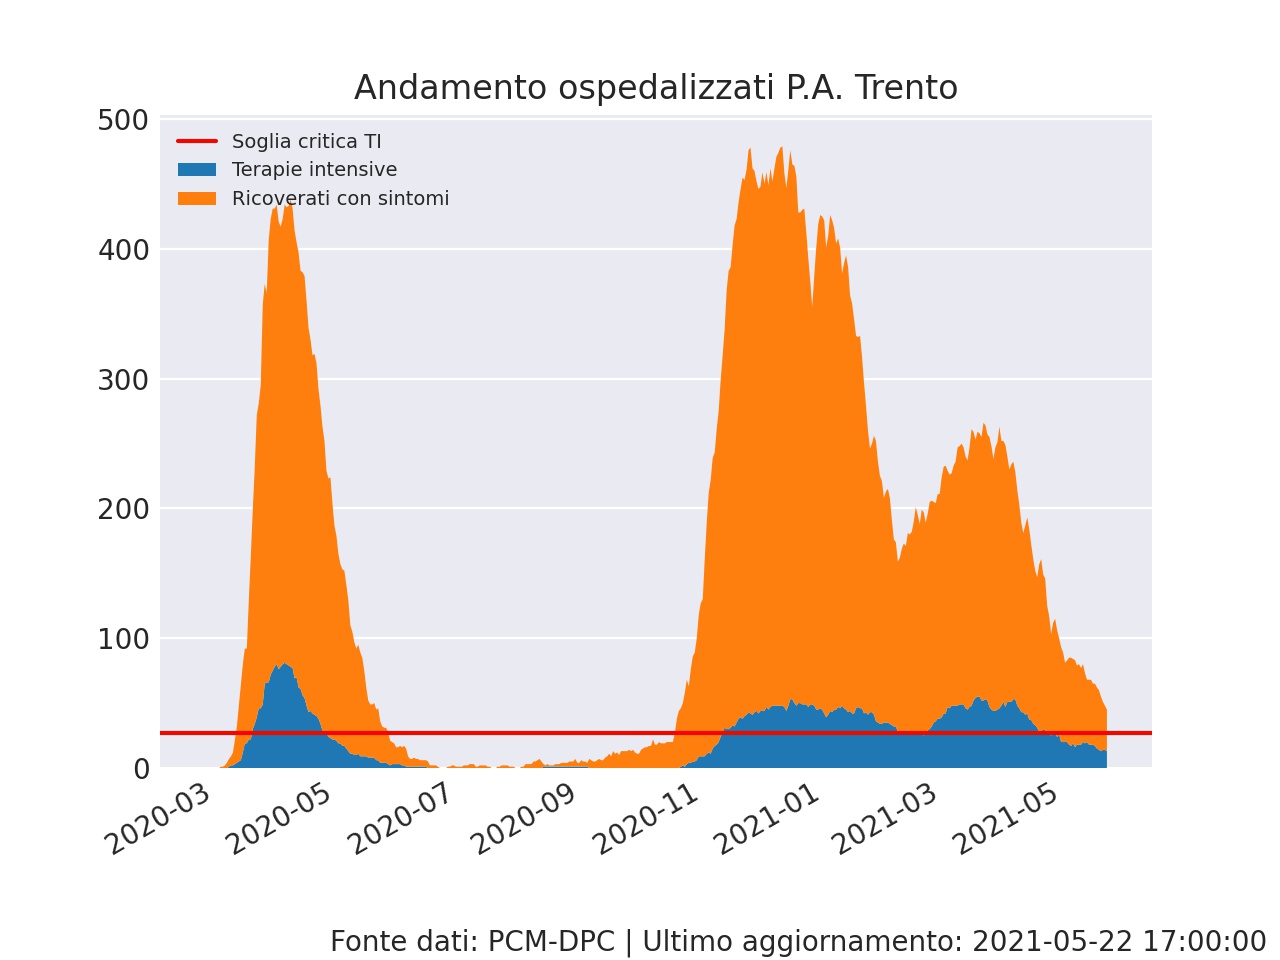 Andamento ospedalizzati P.A. Trento
500
400
300
200
100
0
Soglia critica TI
Terapie intensive
Ricoverati con sintomi
2020-03
2020-05
2020-07
2020-09
2020-11
2021-01
2021-03
2021-05
Fonte dati: PCM-DPC | Ultimo aggiornamento: 2021-05-22 17:00:00